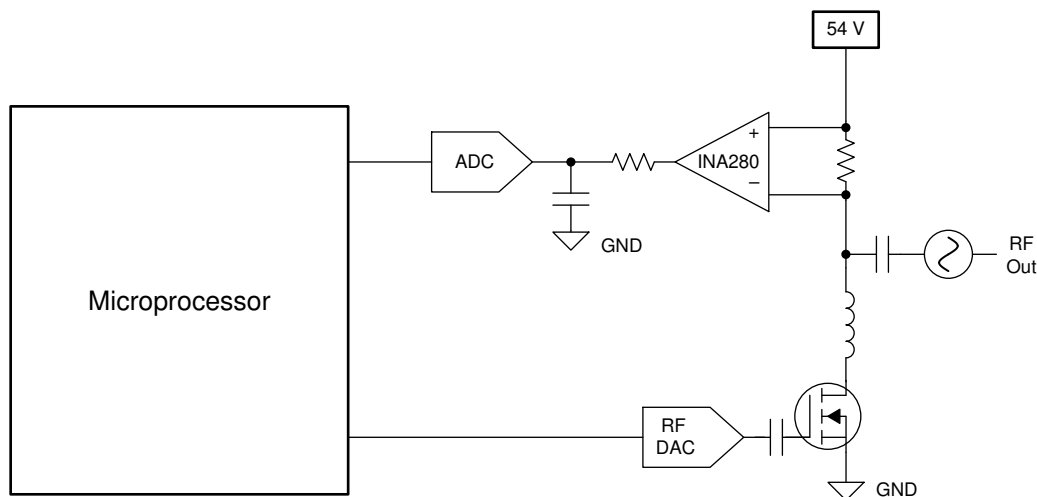 54 V
+
ADC
INA280
–
GND
RF
Out
Microprocessor
RF
DAC
GND